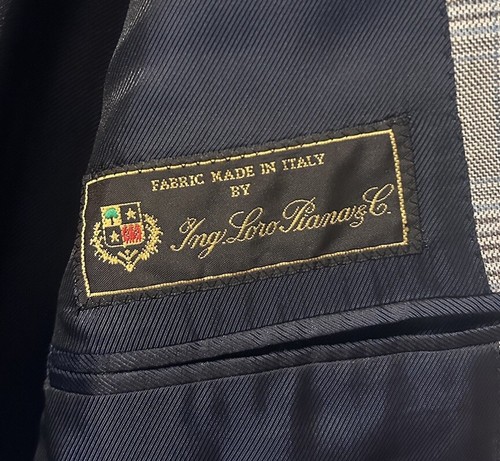 FABRIC MADE IN ITALY
BY
Ing. Loro Piana & C.